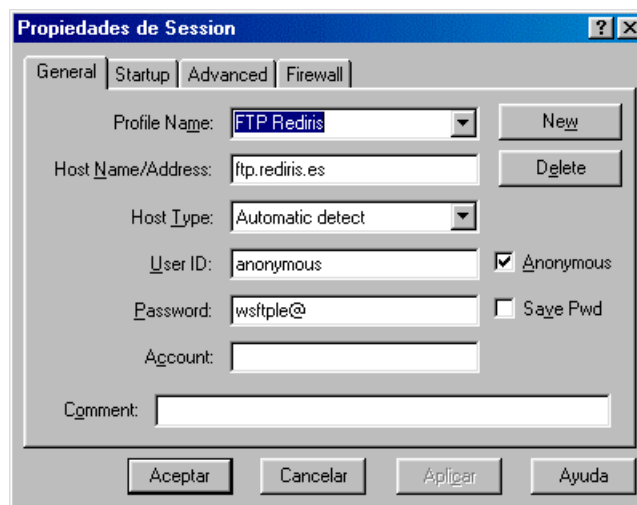 Propiedades de Session
General Startup Advanced Firewall
Profile Name: FTP Rediris New
Host Name/Address: ftp.rediris.es Delete
Host Type: Automatic detect
User ID: anonymous Anonymous
Password: wsftple@ Save Pwd
Account:
Comment:
Aceptar Cancelar Aplicar Ayuda